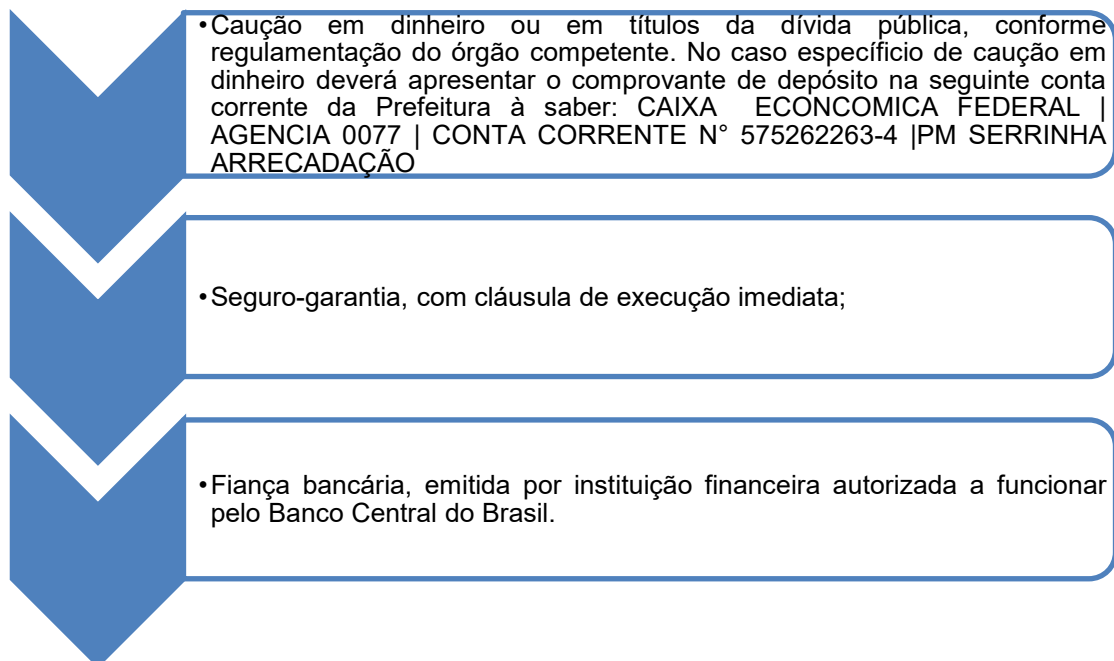 •Caução em dinheiro ou em títulos da dívida pública, conforme
regulamentação do órgão competente. No caso específicio de caução em
dinheiro deverá apresentar o comprovante de depósito na seguinte conta
corrente da Prefeitura à saber: CAIXA ECONCOMICA FEDERAL |
AGENCIA 0077 | CONTA CORRENTE N° 575262263-4 |PM SERRINHA
ARRECADAÇÃO
•Seguro-garantia, com cláusula de execução imediata;
•Fiança bancária, emitida por instituição financeira autorizada a funcionar
pelo Banco Central do Brasil.